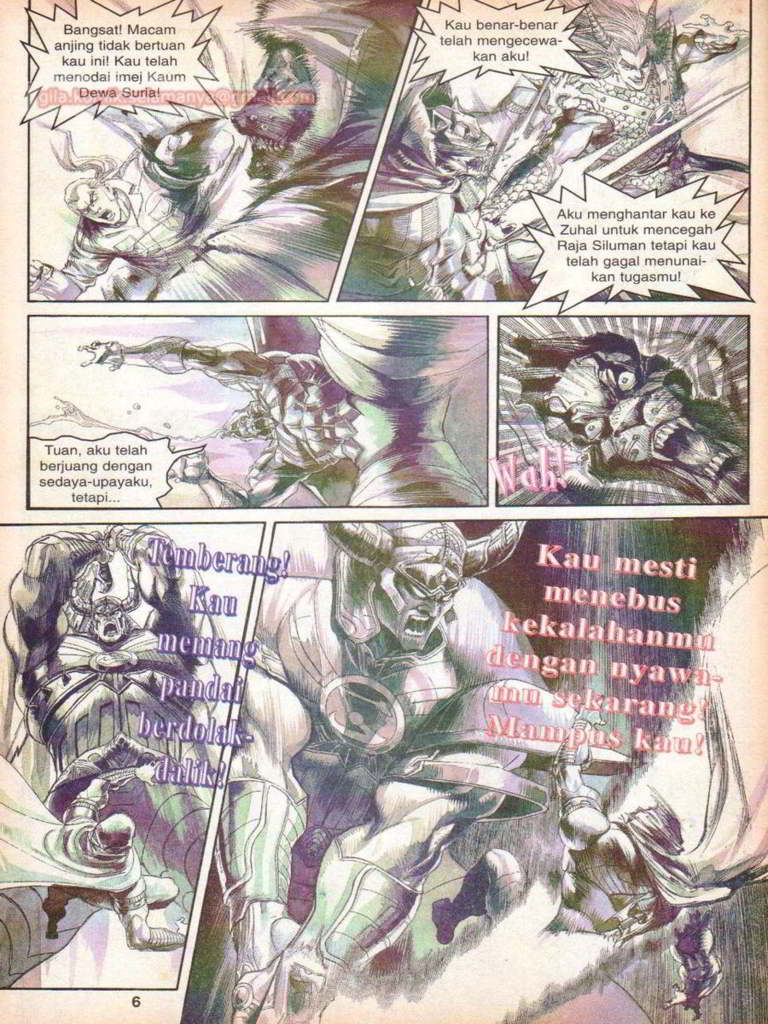 Bangsat! Macam
anjing tidak bertuan
kau ini! Kau telah
menodai imej Kaum
Dewa Suria!
Kau benar-benar
telah mengecewa-
kan aku!
Aku menghantar kau ke
Zuhal untuk mencegah
Raja Siluman tetapi kau
telah gagal menunai-
kan tugasmu!
Tuan, aku telah
berjuang dengan
sedaya-upayaku,
tetapi...
Wah!
Temberang!
Kau
memang
pandai
berdolak-
dalik!
Kau mesti
menebus
kekalahanmu
dengan nyawa-
mu sekarang!
Mampus kau!
6